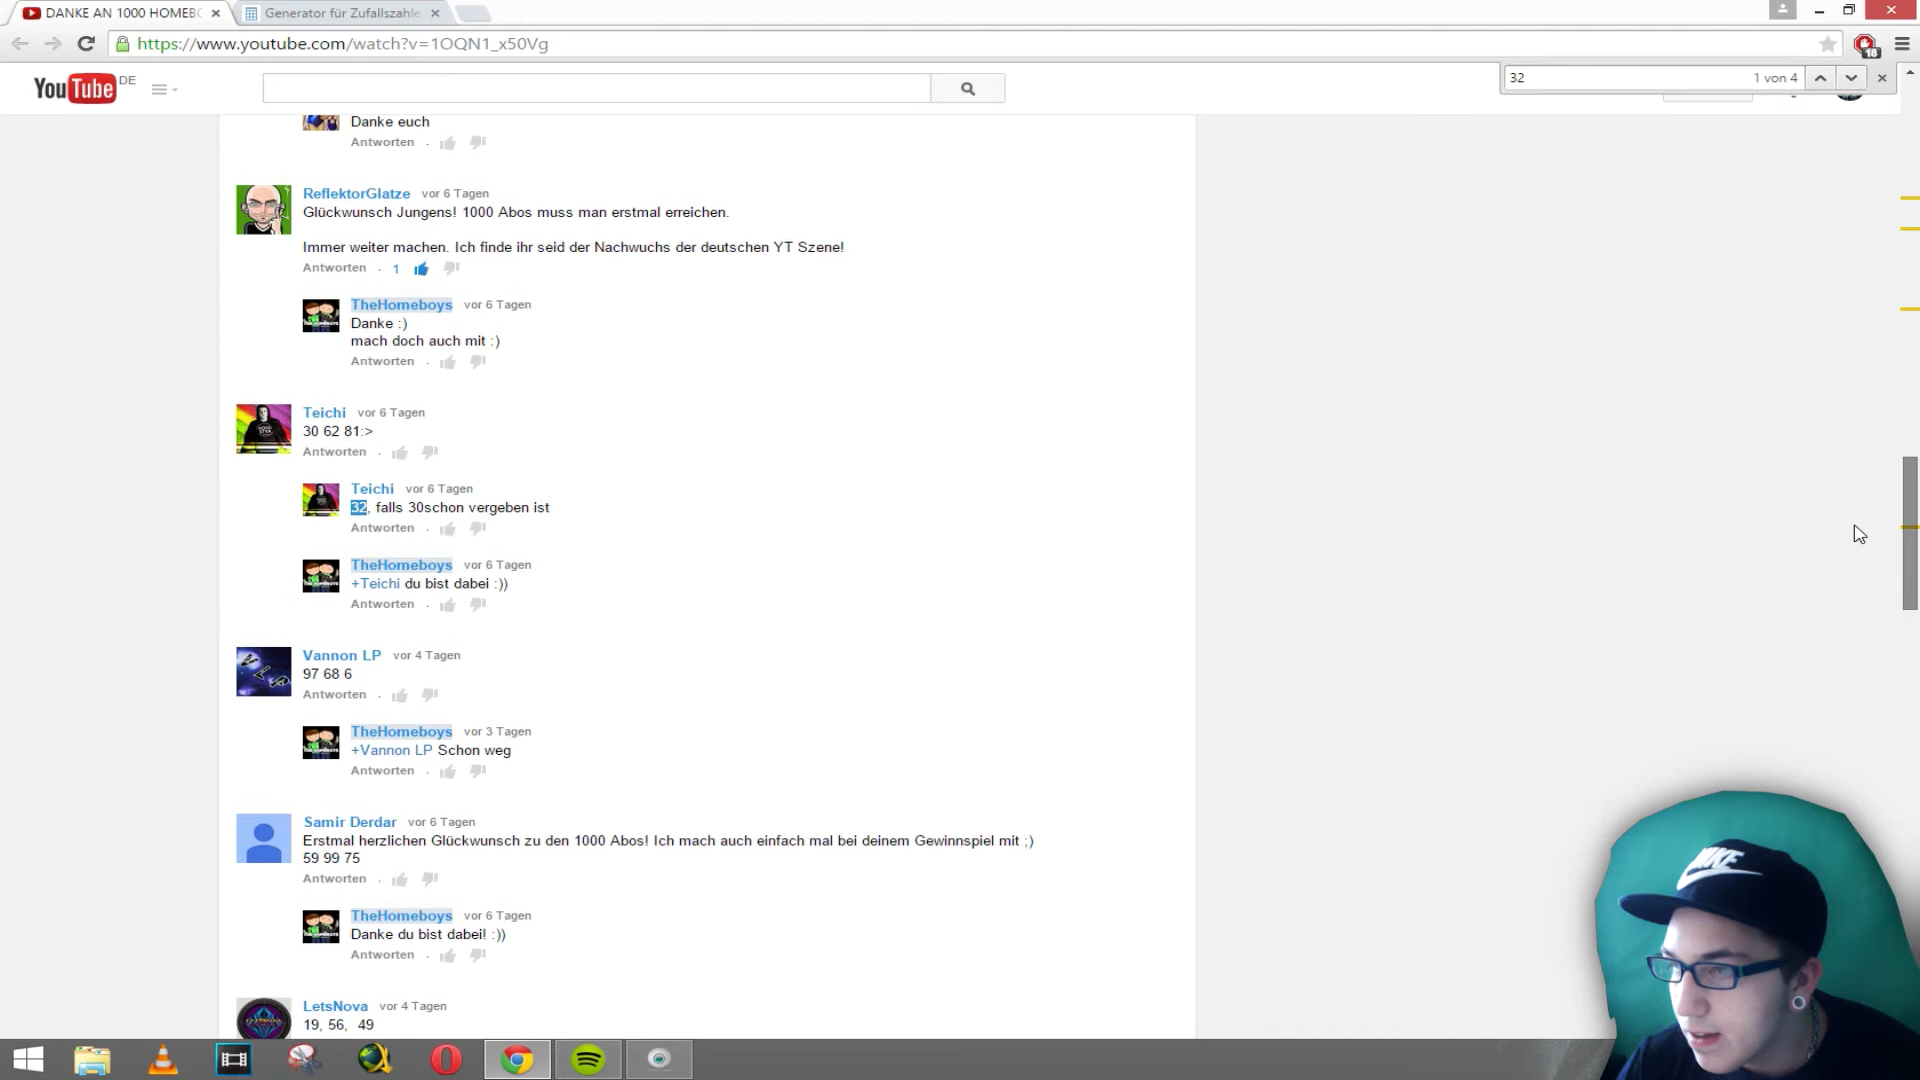 DANKE AN 1000 HOMEBO
Generator für Zufallszahle
https://www.youtube.com/watch?v=1OQN1_x50Vg
18
YouTube DE
32
1 von 4
Danke euch
Antworten
ReflektorGlatze vor 6 Tagen
Glückwunsch Jungens! 1000 Abos muss man erstmal erreichen.
Immer weiter machen. Ich finde ihr seid der Nachwuchs der deutschen YT Szene!
Antworten · 1
TheHomeboys vor 6 Tagen
Danke :)
mach doch auch mit :)
Antworten
Teichi vor 6 Tagen
30 62 81:>
Antworten
Teichi vor 6 Tagen
32, falls 30schon vergeben ist
Antworten
TheHomeboys vor 6 Tagen
+Teichi du bist dabei :))
Antworten
Vannon LP vor 4 Tagen
97 68 6
Antworten
TheHomeboys vor 3 Tagen
+Vannon LP Schon weg
Antworten
Samir Derdar vor 6 Tagen
Erstmal herzlichen Glückwunsch zu den 1000 Abos! Ich mach auch einfach mal bei deinem Gewinnspiel mit ;)
59 99 75
Antworten
TheHomeboys vor 6 Tagen
Danke du bist dabei! :))
Antworten
LetsNova vor 4 Tagen
19, 56, 49
NIKE